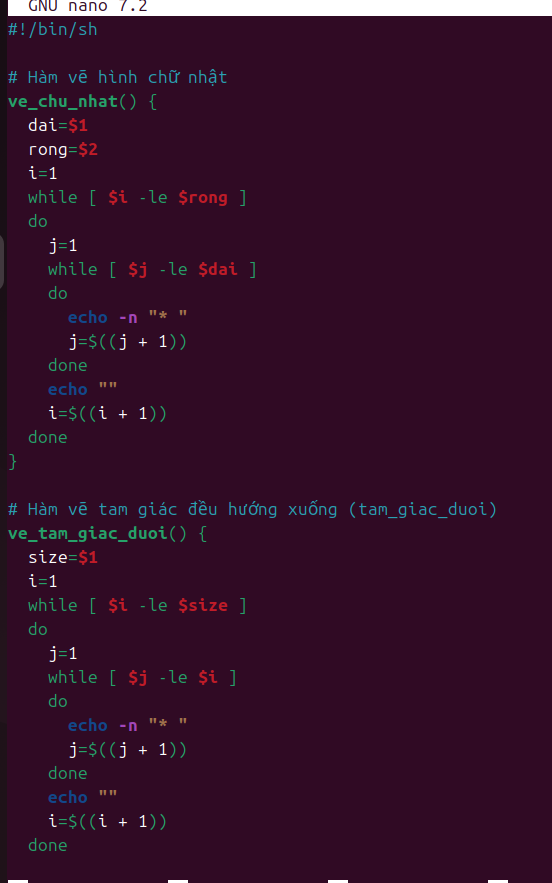 GNU nano 7.2
#!/bin/sh

# Hàm vẽ hình chữ nhật
ve_chu_nhat() {
  dai=$1
  rong=$2
  i=1
  while [ $i -le $rong ]
  do
    j=1
    while [ $j -le $dai ]
    do
      echo -n "* "
      j=$((j + 1))
    done
    echo ""
    i=$((i + 1))
  done
}

# Hàm vẽ tam giác đều hướng xuống (tam_giac_duoi)
ve_tam_giac_duoi() {
  size=$1
  i=1
  while [ $i -le $size ]
  do
    j=1
    while [ $j -le $i ]
    do
      echo -n "* "
      j=$((j + 1))
    done
    echo ""
    i=$((i + 1))
  done